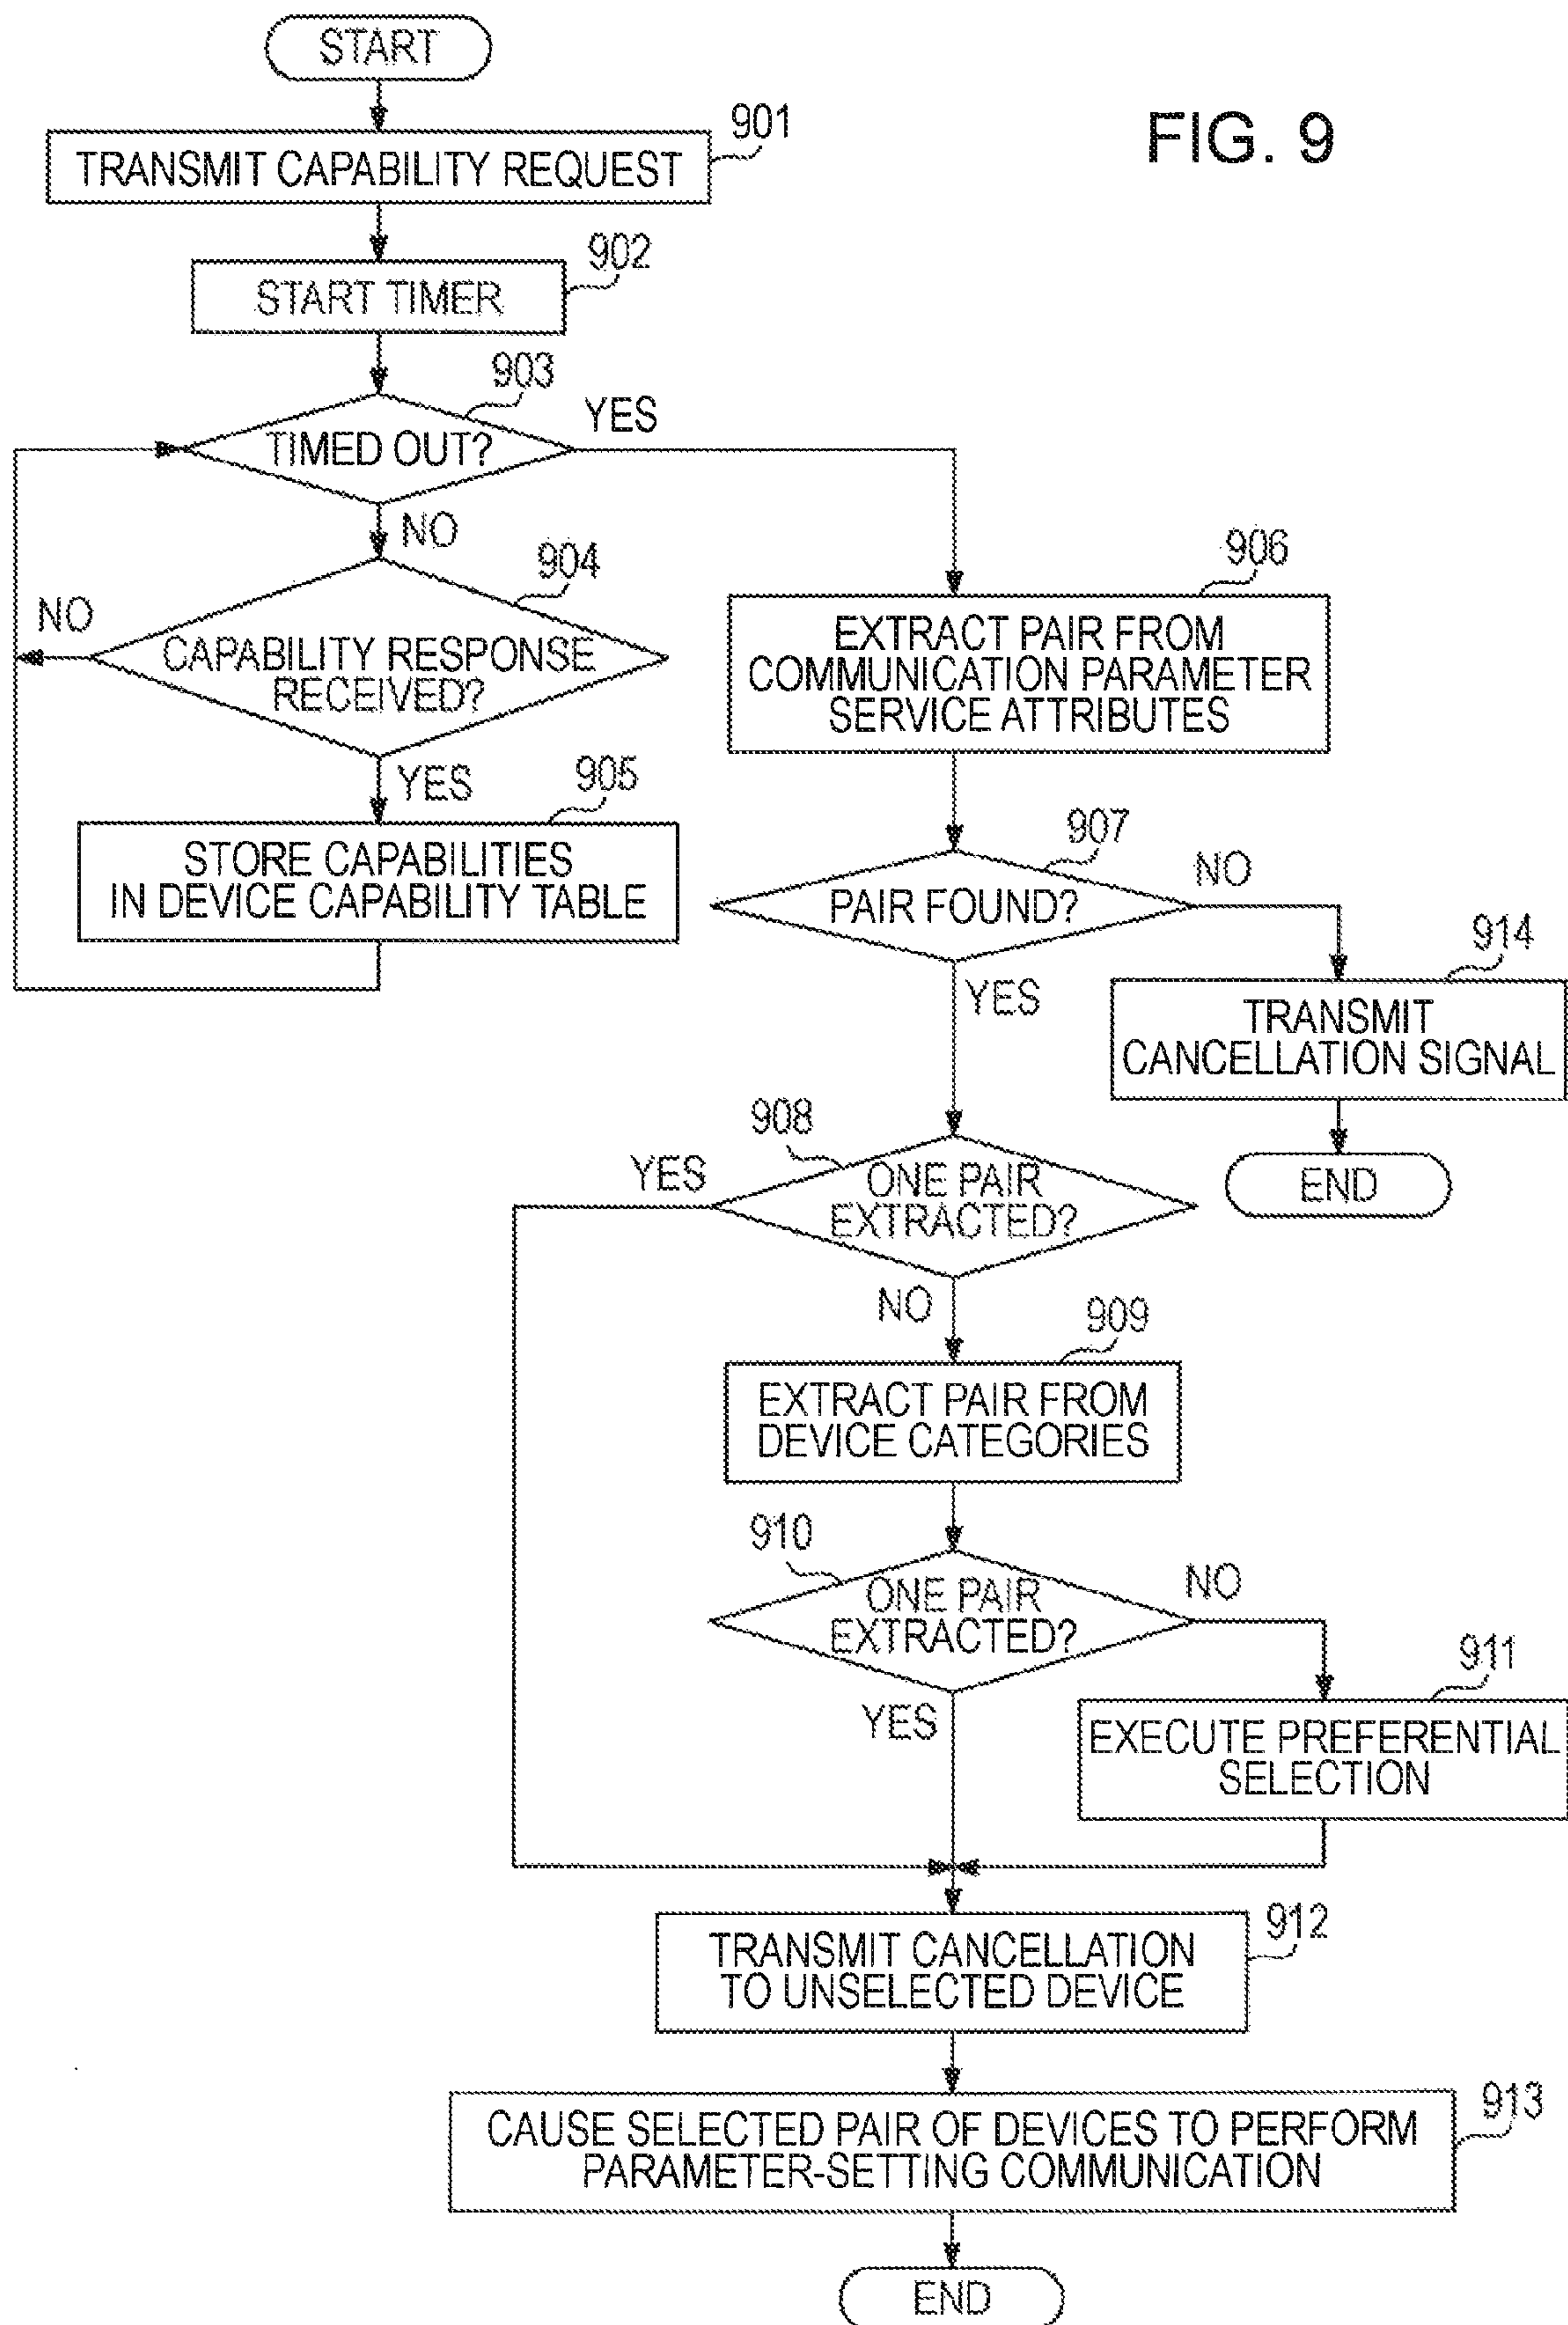 START
FIG. 9
901
TRANSMIT CAPABILITY REQUEST
902
START TIMER
903
TIMED OUT?
YES
NO
904
NO
CAPABILITY RESPONSE
RECEIVED?
YES
905
STORE CAPABILITIES
IN DEVICE CAPABILITY TABLE
906
EXTRACT PAIR FROM
COMMUNICATION PARAMETER
SERVICE ATTRIBUTES
907
PAIR FOUND?
NO
YES
914
TRANSMIT
CANCELLATION SIGNAL
END
908
YES
ONE PAIR
EXTRACTED?
NO
909
EXTRACT PAIR FROM
DEVICE CATEGORIES
910
ONE PAIR
EXTRACTED?
NO
YES
911
EXECUTE PREFERENTIAL
SELECTION
912
TRANSMIT CANCELLATION
TO UNSELECTED DEVICE
913
CAUSE SELECTED PAIR OF DEVICES TO PERFORM
PARAMETER-SETTING COMMUNICATION
END